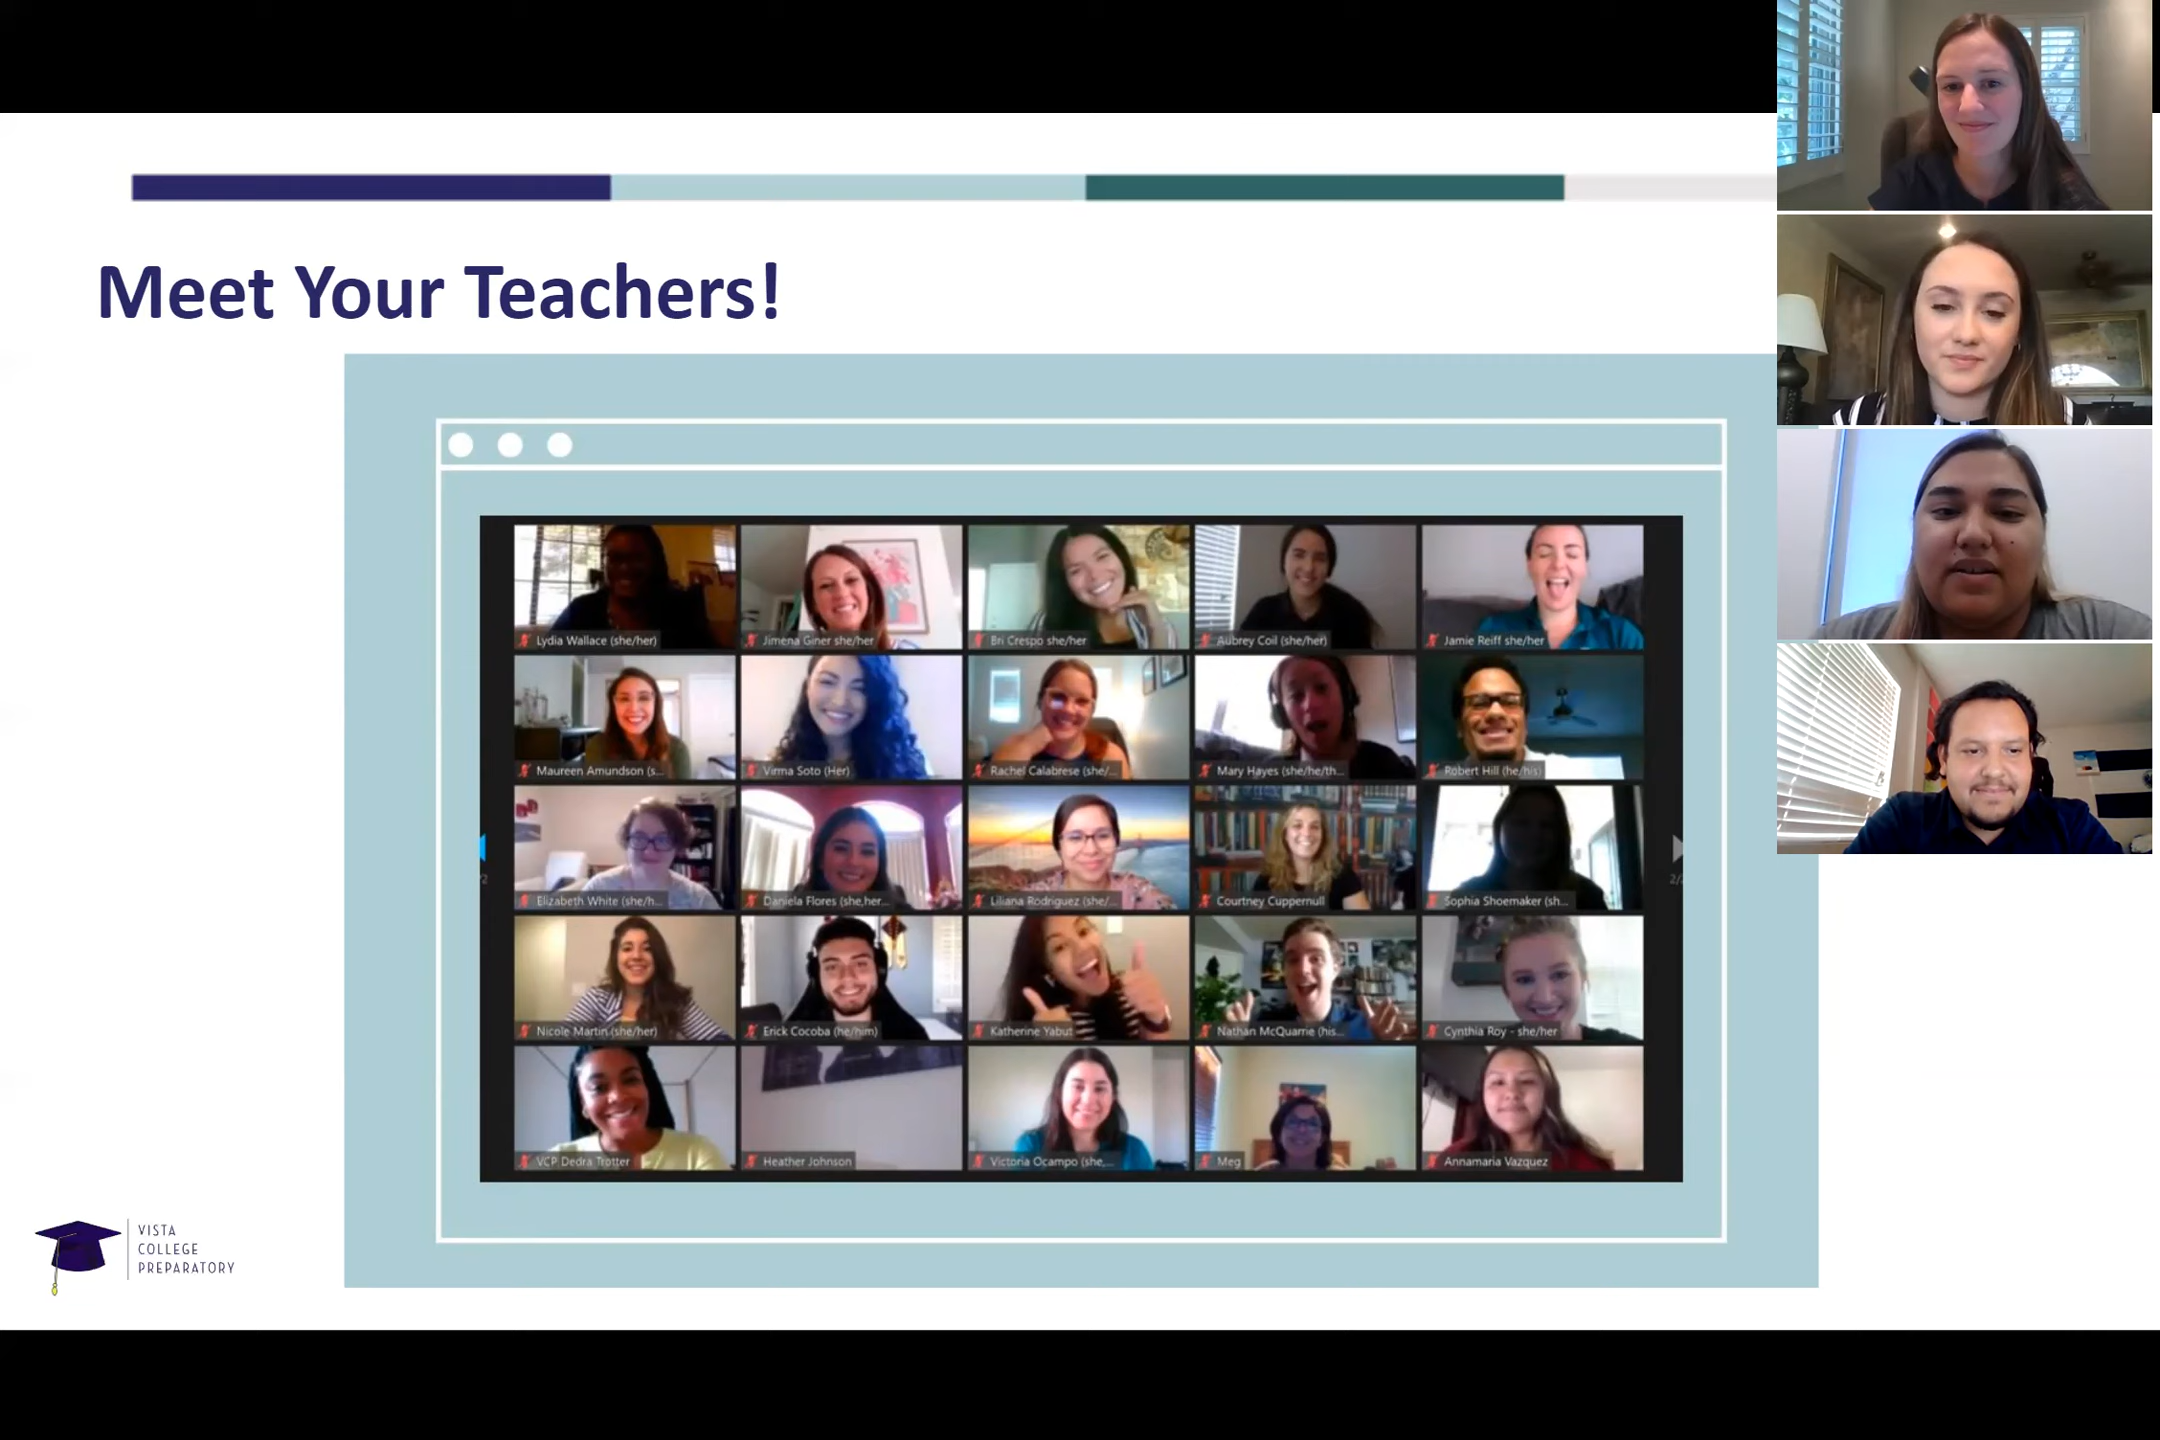 Meet Your Teachers!
Lydia Wallace (she/her)
Jimena Giner she/her
Bri Crespo she/her
Aubrey Coil (she/her)
Jamie Reiff she/her
Maureen Amundson (s...
Virma Soto (Her)
Rachel Calabrese (she/...
Mary Hayes (she/he/th...
Robert Hill (he/his)
Elizabeth White (she/h...
Daniela Flores (she,her...
Liliana Rodriguez (she/...
Courtney Cuppernull
Sophia Shoemaker (sh...
Nicole Martin (she/her)
Erick Cocoba (he/him)
Katherine Yabut
Nathan McQuarrie (his...
Cynthia Roy - she/her
VCP Dedra Trotter
Heather Johnson
Victoria Ocampo (she,...
Meg
Annamaria Vazquez
VISTA
COLLEGE
PREPARATORY